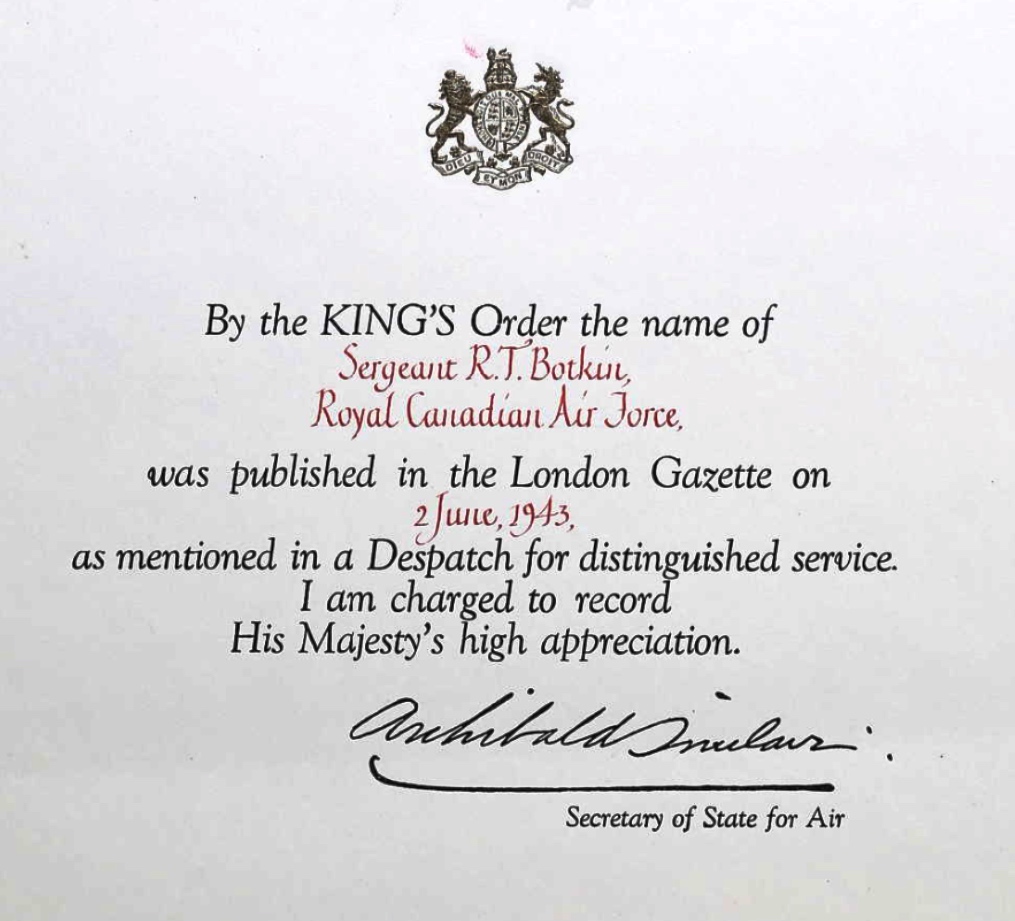 DIEU ET MON DROIT
By the KING'S Order the name of
Sergeant R.T. Botkin,
Royal Canadian Air Force,
was published in the London Gazette on
2 June, 1943,
as mentioned in a Despatch for distinguished service.
I am charged to record
His Majesty's high appreciation.
Archibald Sinclair
Secretary of State for Air